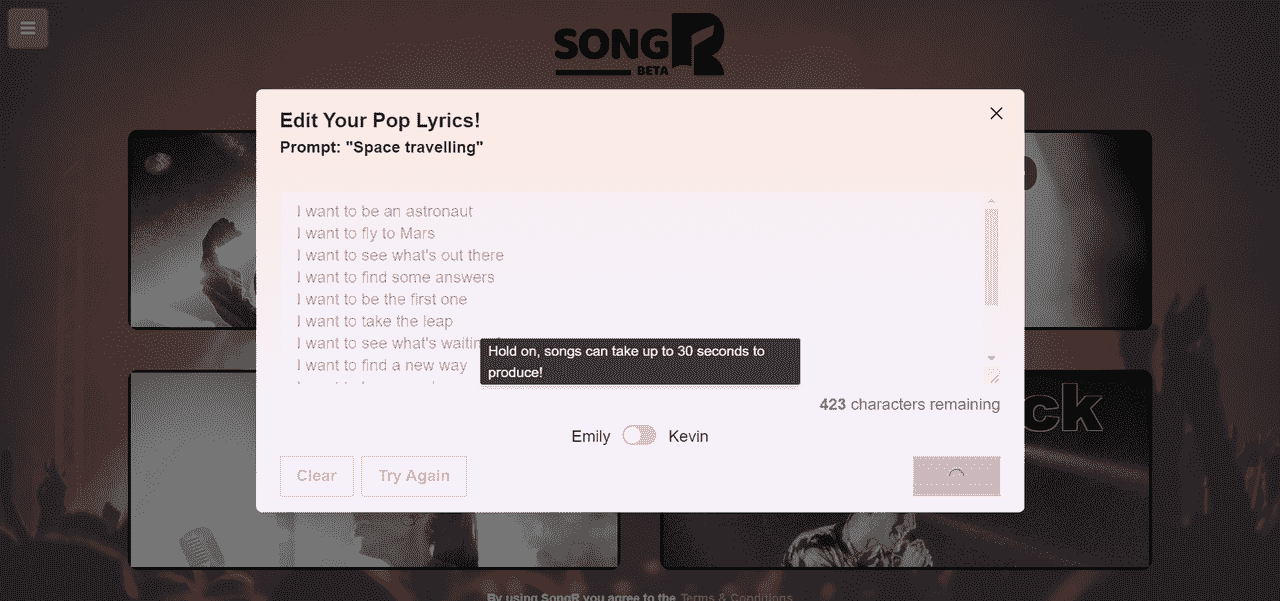 SONGR
BETA
Edit Your Pop Lyrics!
Prompt: "Space travelling"
I want to be an astronaut
I want to fly to Mars
I want to see what's out there
I want to find some answers
I want to be the first one
I want to take the leap
I want to see what's
I want to find a new way
Hold on, songs can take up to 30 seconds to
produce!
423 characters remaining
Emily Kevin
Clear Try Again
ck
By using SongR you agree to the Terms & Conditions